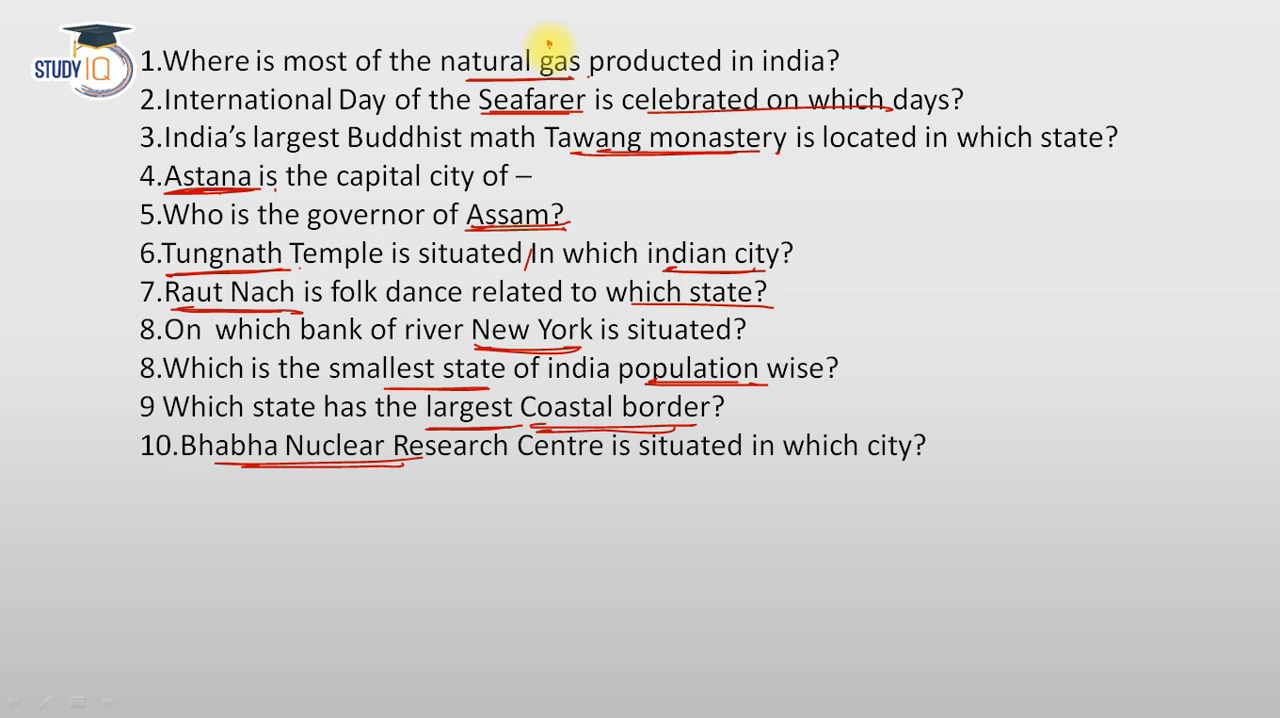 STUDY IQ
1.Where is most of the natural gas producted in india?
2.International Day of the Seafarer is celebrated on which days?
3.India’s largest Buddhist math Tawang monastery is located in which state?
4.Astana is the capital city of –
5.Who is the governor of Assam?
6.Tungnath Temple is situated In which indian city?
7.Raut Nach is folk dance related to which state?
8.On which bank of river New York is situated?
8.Which is the smallest state of india population wise?
9 Which state has the largest Coastal border?
10.Bhabha Nuclear Research Centre is situated in which city?